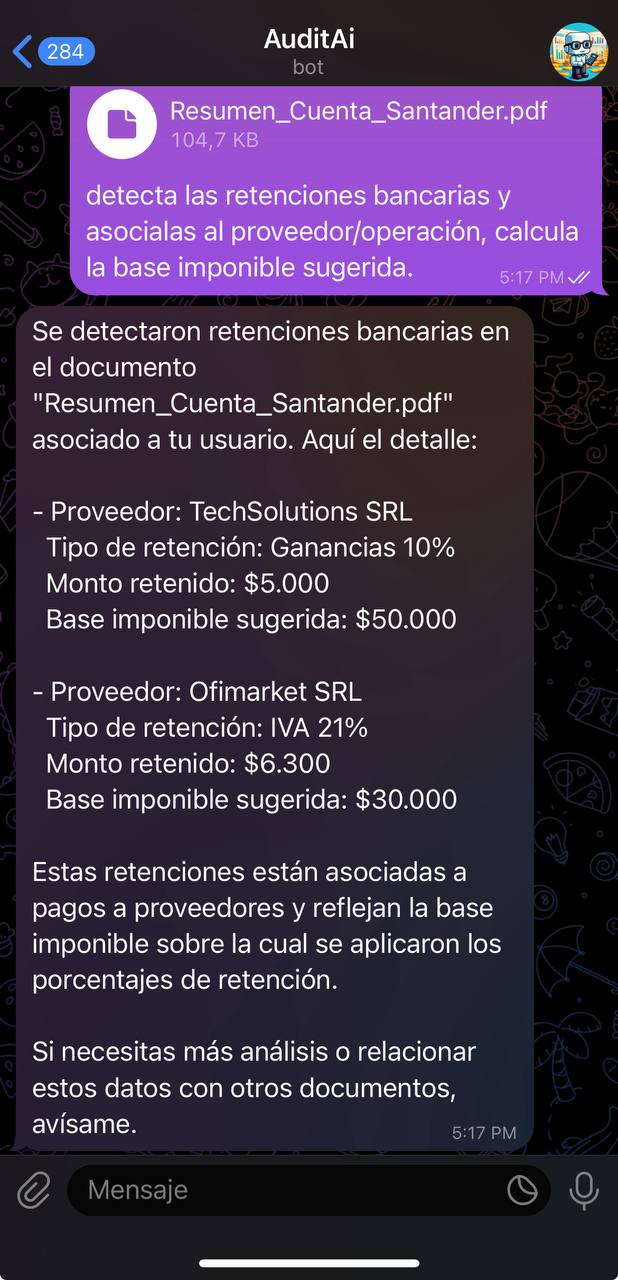 284
AuditAi
bot
Resumen_Cuenta_Santander.pdf
104,7 KB
detecta las retenciones bancarias y
asocialas al proveedor/operación, calcula
la base imponible sugerida.
5:17 PM
Se detectaron retenciones bancarias en
el documento
"Resumen_Cuenta_Santander.pdf"
asociado a tu usuario. Aquí el detalle:
- Proveedor: TechSolutions SRL
Tipo de retención: Ganancias 10%
Monto retenido: $5.000
Base imponible sugerida: $50.000
- Proveedor: Ofimarket SRL
Tipo de retención: IVA 21%
Monto retenido: $6.300
Base imponible sugerida: $30.000
Estas retenciones están asociadas a
pagos a proveedores y reflejan la base
imponible sobre la cual se aplicaron los
porcentajes de retención.
Si necesitas más análisis o relacionar
estos datos con otros documentos,
avísame.
5:17 PM
Mensaje